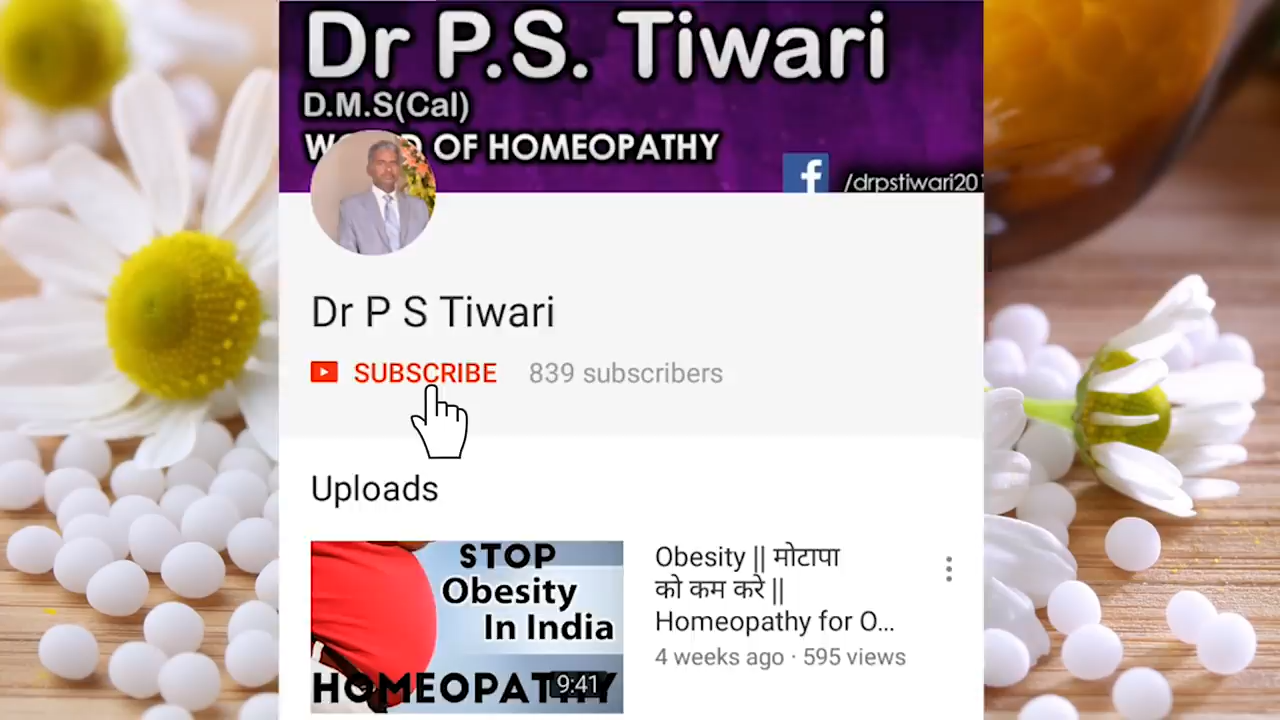 Dr P.S. Tiwari
D.M.S(Cal)
OF HOMEOPATHY
f /drpstiwari201
Dr P S Tiwari
SUBSCRIBE 839 subscribers
Uploads
STOP
Obesity
In India
HOMEOPATHY
9:41
Obesity || मोटापा
को कम करे ||
Homeopathy for O...
4 weeks ago · 595 views